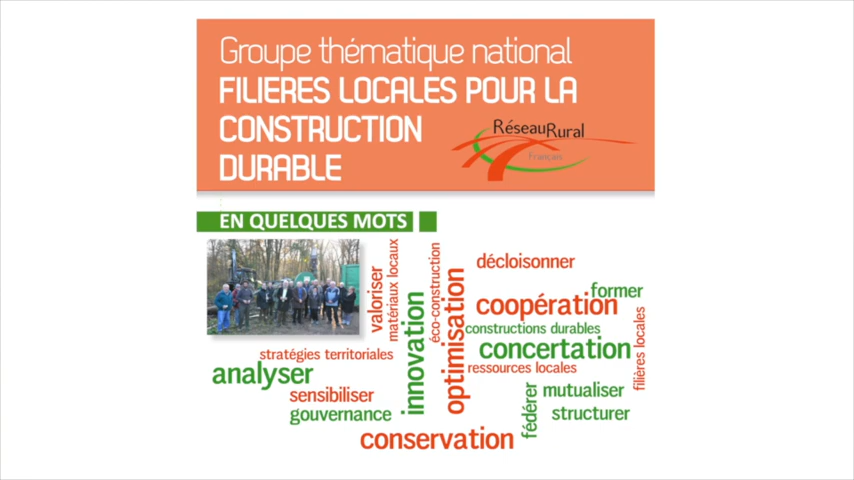 Groupe thématique national
FILIERES LOCALES POUR LA
CONSTRUCTION
DURABLE
RéseauRural
Français
EN QUELQUES MOTS
valoriser
matériaux locaux
éco-construction
décloisonner
innovation
optimisation
coopération
former
constructions durables
filières locales
concertation
stratégies territoriales
ressources locales
analyser
sensibiliser
fédérer
mutualiser
gouvernance
structurer
conservation